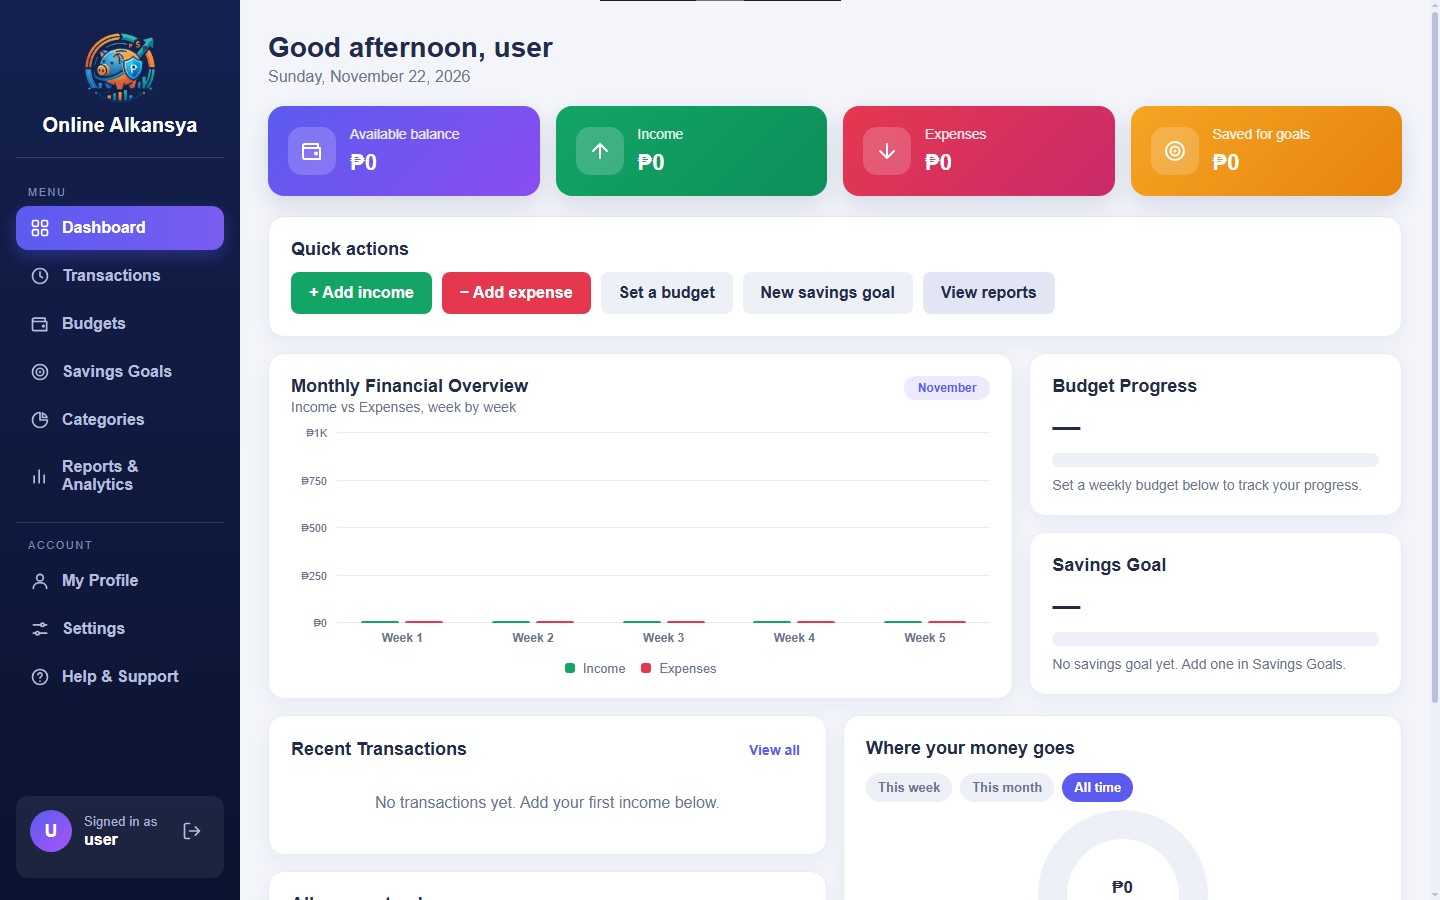 Online Alkansya
MENU
Dashboard
Transactions
Budgets
Savings Goals
Categories
Reports &
Analytics
ACCOUNT
My Profile
Settings
Help & Support
U
Signed in as
user
Good afternoon, user
Sunday, November 22, 2026
Available balance
₱0
Income
₱0
Expenses
₱0
Saved for goals
₱0
Quick actions
+ Add income
− Add expense
Set a budget
New savings goal
View reports
Monthly Financial Overview
Income vs Expenses, week by week
November
₱1K
₱750
₱500
₱250
₱0
Week 1
Week 2
Week 3
Week 4
Week 5
Income
Expenses
Budget Progress
—
Set a weekly budget below to track your progress.
Savings Goal
—
No savings goal yet. Add one in Savings Goals.
Recent Transactions
View all
No transactions yet. Add your first income below.
Where your money goes
This week
This month
All time
₱0